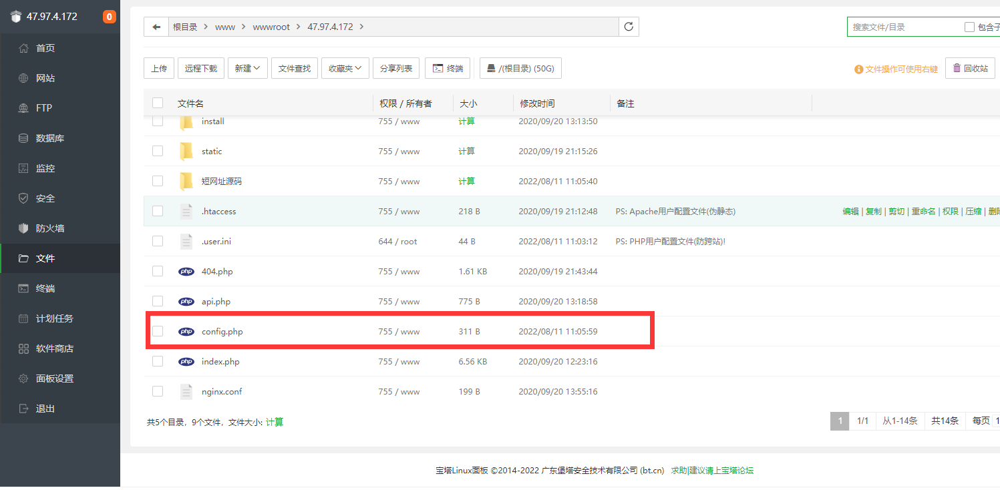 47.97.4.172 0
首页
网站
FTP
数据库
监控
安全
防火墙
文件
终端
计划任务
软件商店
面板设置
退出
根目录 > www > wwwroot > 47.97.4.172 >
搜索文件/目录 包含子
上传 远程下载 新建 文件查找 收藏夹 分享列表 终端 /(根目录) (50G) 文件操作可使用右键 回收站
文件名 权限 / 所有者 大小 修改时间 备注
install 755 / www 计算 2020/09/20 13:13:50
static 755 / www 计算 2020/09/19 21:15:26
短网址源码 755 / www 计算 2022/08/11 11:05:40
.htaccess 755 / www 218 B 2020/09/19 21:12:48 PS: Apache用户配置文件(伪静态) 编辑 | 复制 | 剪切 | 重命名 | 权限 | 压缩 | 删除
.user.ini 644 / root 44 B 2022/08/11 11:03:12 PS: PHP用户配置文件(防跨站)!
php 404.php 755 / www 1.61 KB 2020/09/19 21:43:44
php api.php 755 / www 775 B 2020/09/20 13:18:58
php config.php 755 / www 311 B 2022/08/11 11:05:59
php index.php 755 / www 6.56 KB 2020/09/20 12:23:16
nginx.conf 755 / www 199 B 2020/09/20 13:55:16
共5个目录，9个文件，文件大小: 计算
1 1/1 从1-14条 共14条 每页 1
宝塔Linux面板 ©2014-2022 广东堡塔安全技术有限公司 (bt.cn) 求助|建议请上宝塔论坛